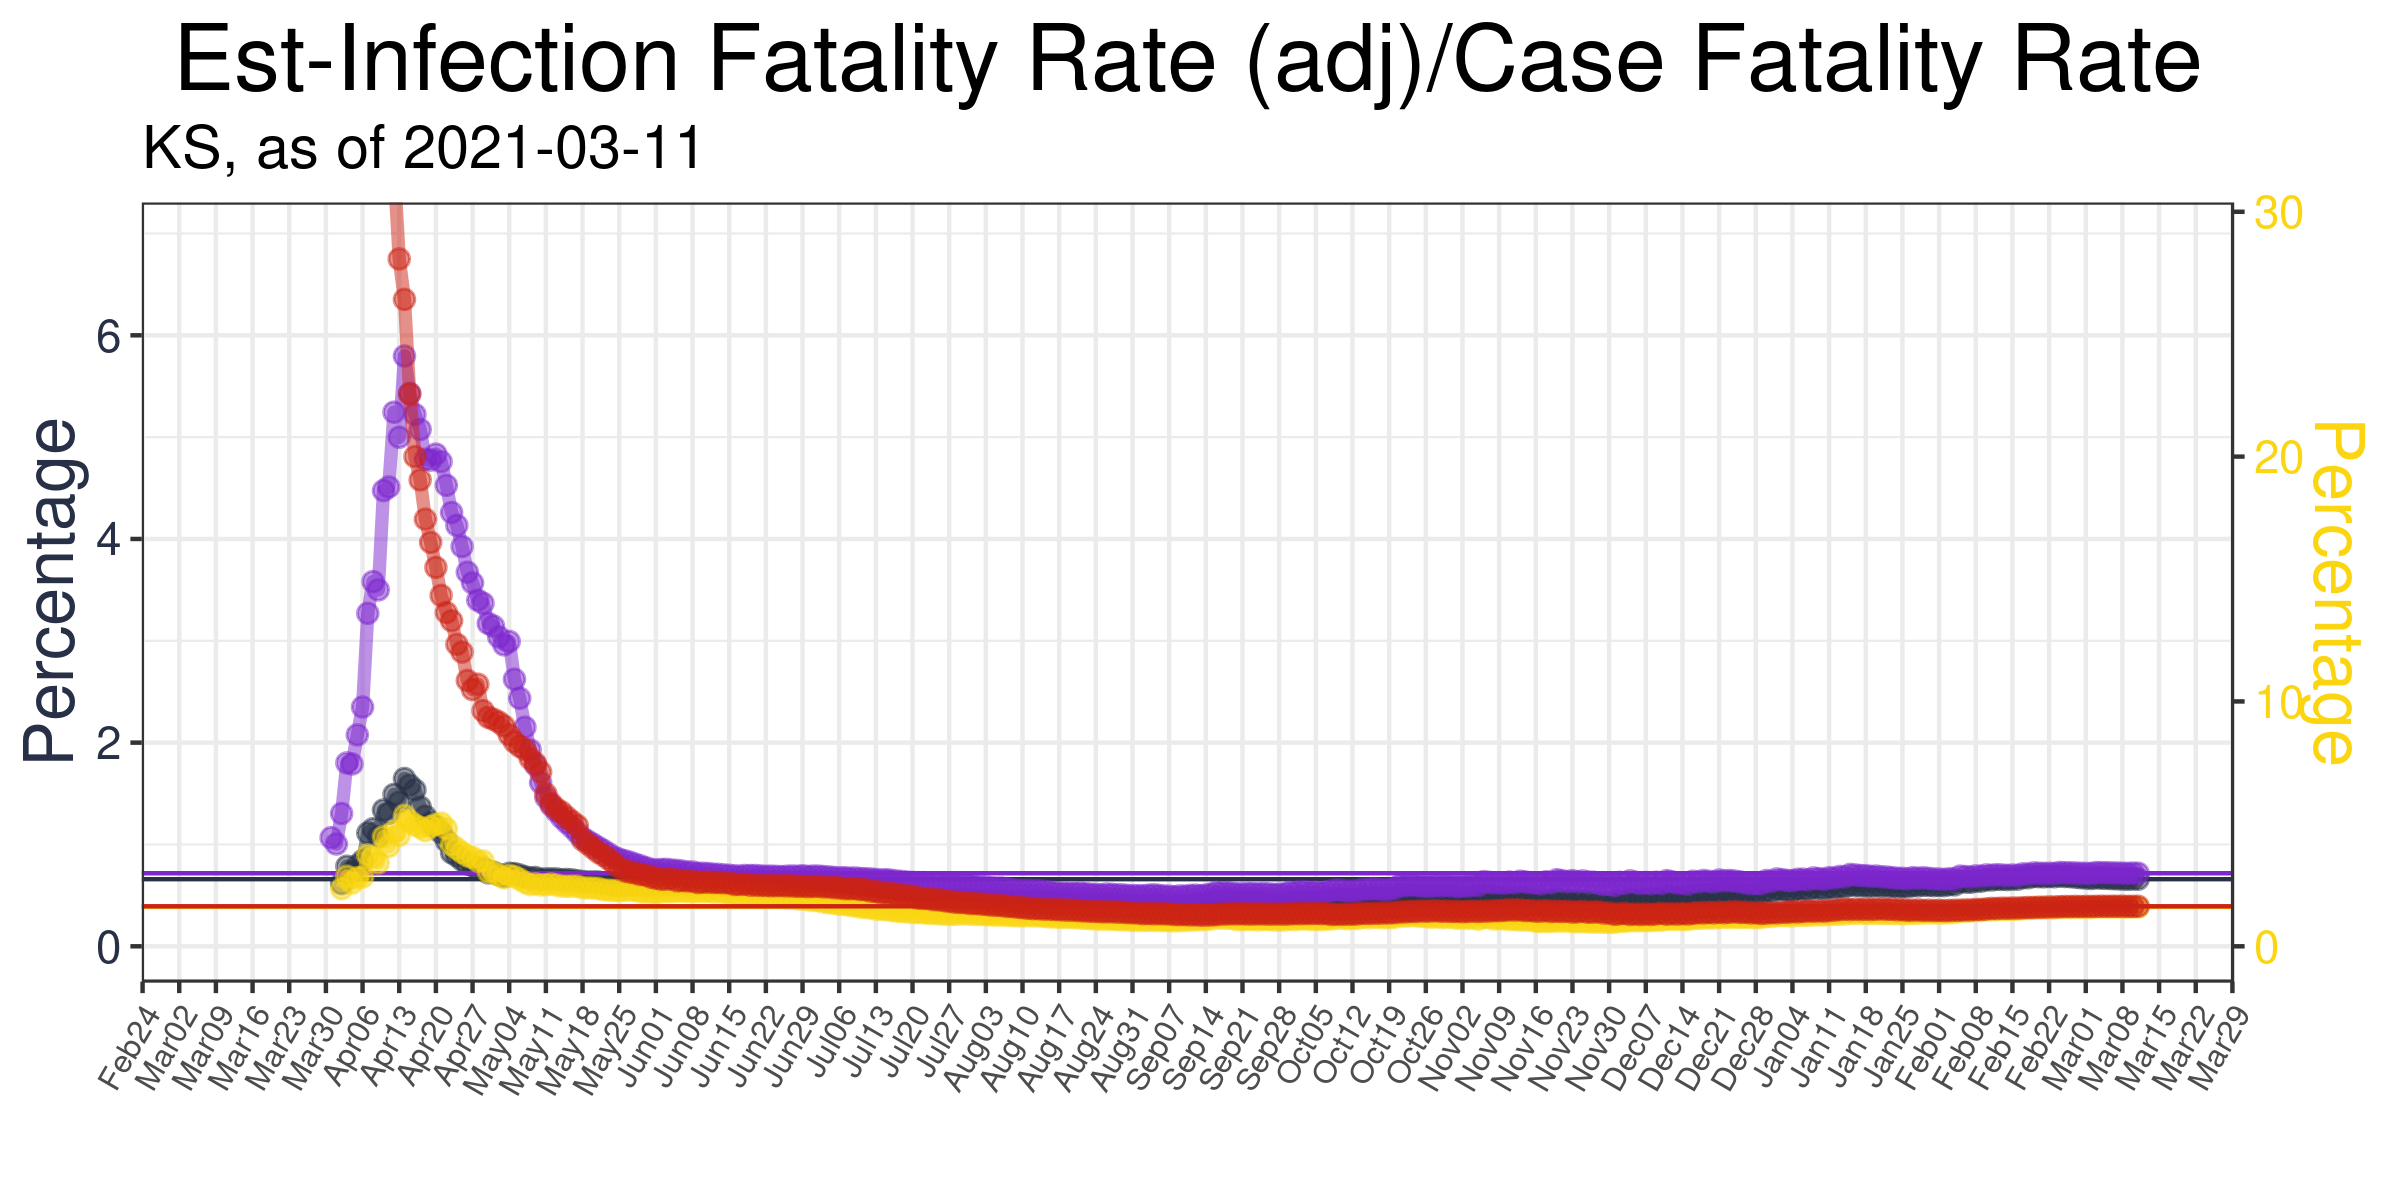 Est-Infection Fatality Rate (adj)/Case Fatality Rate
KS, as of 2021-03-11
Percentage
6
4
2
0
30
20
10
0
Percentage
Feb24
Mar02
Mar09
Mar16
Mar23
Mar30
Apr06
Apr13
Apr20
Apr27
May04
May11
May18
May25
Jun01
Jun08
Jun15
Jun22
Jun29
Jul06
Jul13
Jul20
Jul27
Aug03
Aug10
Aug17
Aug24
Aug31
Sep07
Sep14
Sep21
Sep28
Oct05
Oct12
Oct19
Oct26
Nov02
Nov09
Nov16
Nov23
Nov30
Dec07
Dec14
Dec21
Dec28
Jan04
Jan11
Jan18
Jan25
Feb01
Feb08
Feb15
Feb22
Mar01
Mar08
Mar15
Mar22
Mar29